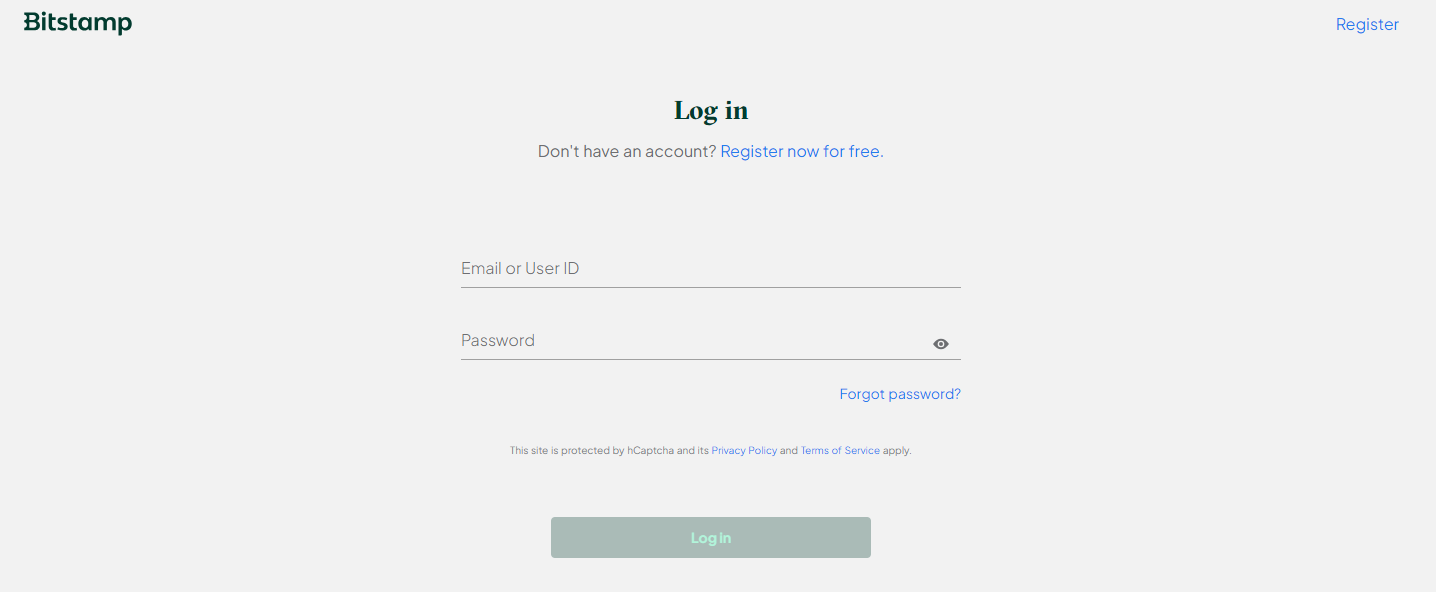 Bitstamp
Register
Log in
Don't have an account? Register now for free.
Email or User ID
Password
Forgot password?
This site is protected by hCaptcha and its Privacy Policy and Terms of Service apply.
Log in